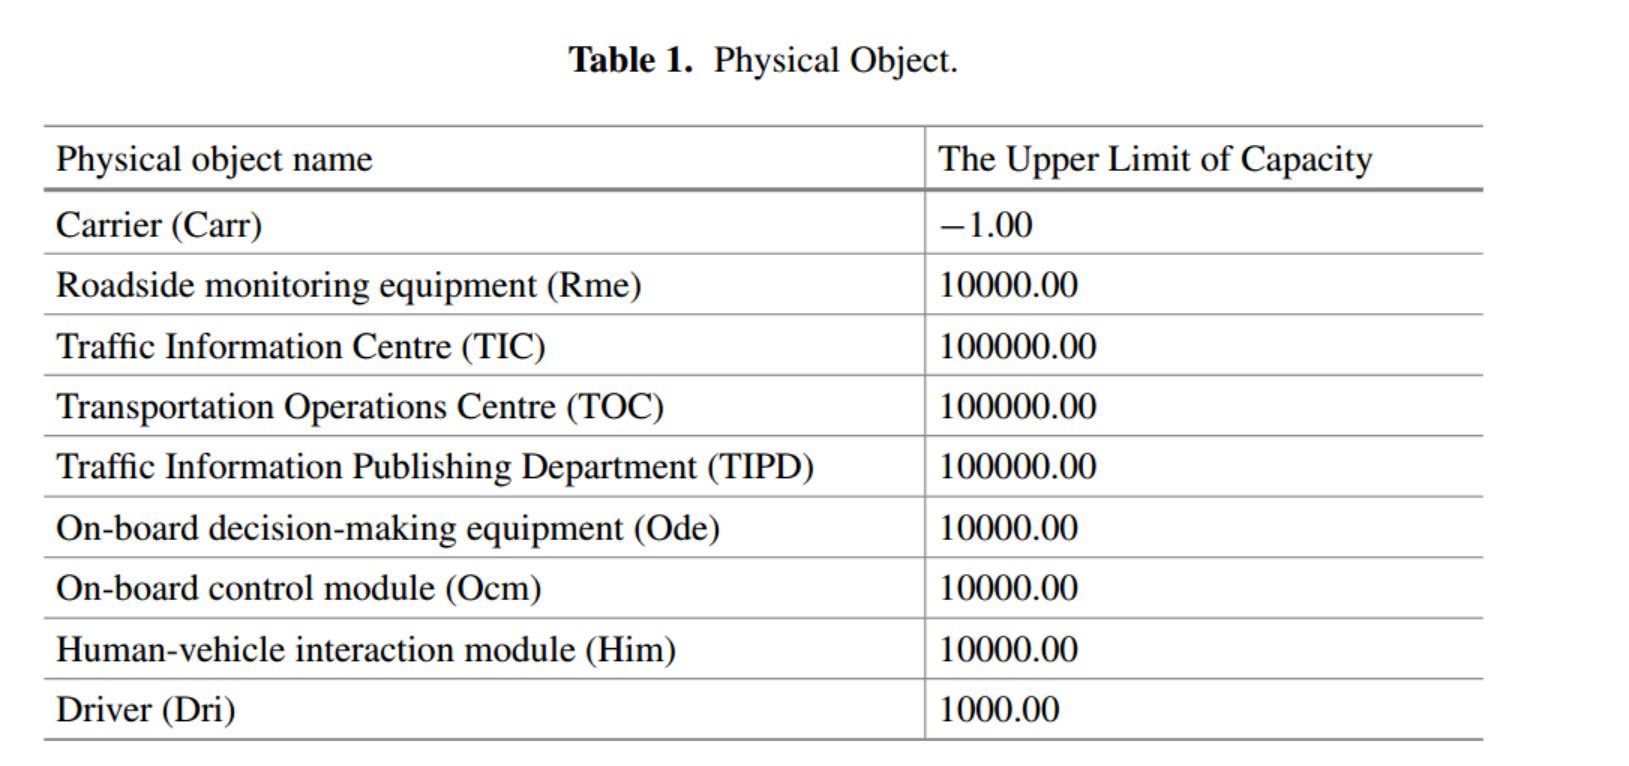 Table 1. Physical Object.
Physical object name The Upper Limit of Capacity
Carrier (Carr) −1.00
Roadside monitoring equipment (Rme) 10000.00
Traffic Information Centre (TIC) 100000.00
Transportation Operations Centre (TOC) 100000.00
Traffic Information Publishing Department (TIPD) 100000.00
On-board decision-making equipment (Ode) 10000.00
On-board control module (Ocm) 10000.00
Human-vehicle interaction module (Him) 10000.00
Driver (Dri) 1000.00